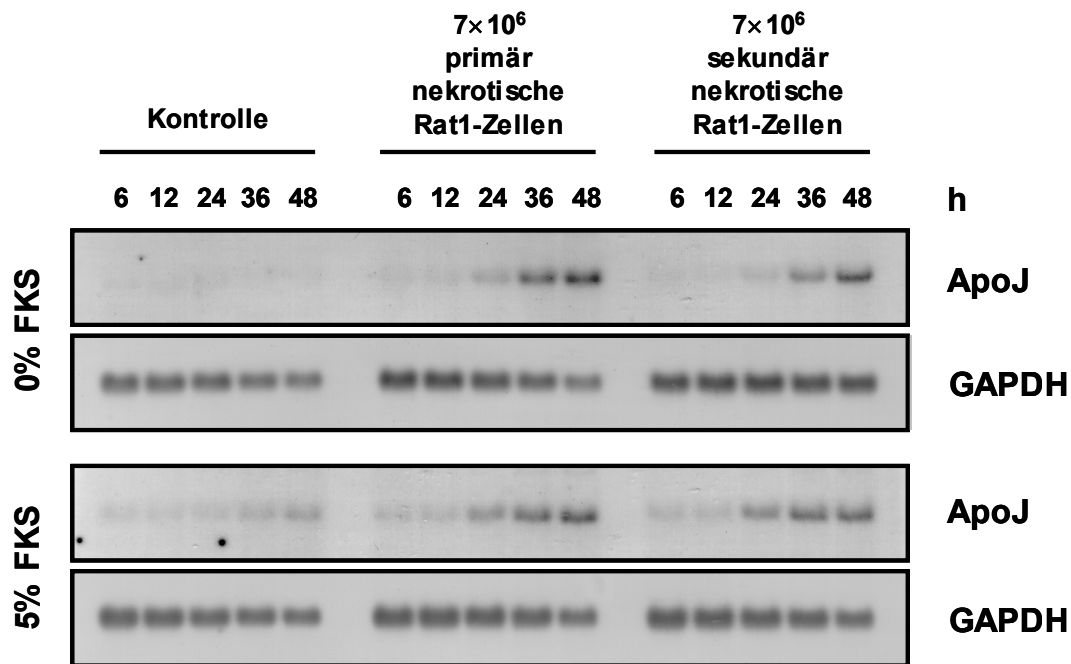 7×10⁶ 7×10⁶
primär sekundär
nekrotische nekrotische
Kontrolle Rat1-Zellen Rat1-Zellen
6 12 24 36 48 6 12 24 36 48 6 12 24 36 48 h
0% FKS
ApoJ
GAPDH
5% FKS
ApoJ
GAPDH